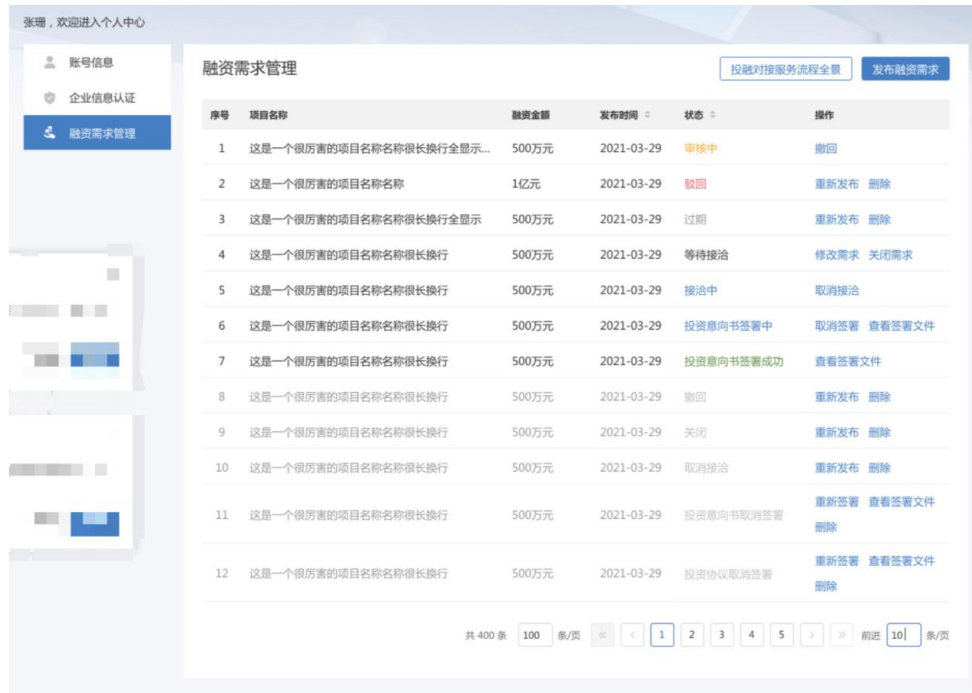 张珊，欢迎进入个人中心
账号信息
企业信息认证
融资需求管理
融资需求管理
投融对接服务流程全景 发布融资需求
序号 项目名称 融资金额 发布时间 状态 操作
1 这是一个很厉害的项目名称名称很长换行全显示... 500万元 2021-03-29 审核中 撤回
2 这是一个很厉害的项目名称名称 1亿元 2021-03-29 驳回 重新发布 删除
3 这是一个很厉害的项目名称名称很长换行全显示 500万元 2021-03-29 过期 重新发布 删除
4 这是一个很厉害的项目名称名称很长换行 500万元 2021-03-29 等待接洽 修改需求 关闭需求
5 这是一个很厉害的项目名称名称很长换行 500万元 2021-03-29 接洽中 取消接洽
6 这是一个很厉害的项目名称名称很长换行 500万元 2021-03-29 投资意向书签署中 取消签署 查看签署文件
7 这是一个很厉害的项目名称名称很长换行 500万元 2021-03-29 投资意向书签署成功 查看签署文件
8 这是一个很厉害的项目名称名称很长换行 500万元 2021-03-29 撤回 重新发布 删除
9 这是一个很厉害的项目名称名称很长换行 500万元 2021-03-29 关闭 重新发布 删除
10 这是一个很厉害的项目名称名称很长换行 500万元 2021-03-29 取消接洽 重新发布 删除
11 这是一个很厉害的项目名称名称很长换行 500万元 2021-03-29 投资意向书取消签署 重新签署 查看签署文件
删除
12 这是一个很厉害的项目名称名称很长换行 500万元 2021-03-29 投资协议取消签署 重新签署 查看签署文件
删除
共 400 条 100 条/页 « < 1 2 3 4 5 > » 前进 10 条/页